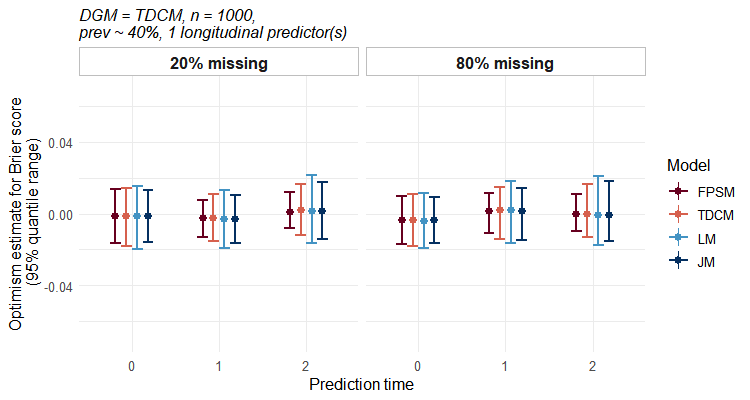 DGM = TDCM, n = 1000,
prev ~ 40%, 1 longitudinal predictor(s)
20% missing
80% missing
Optimism estimate for Brier score
(95% quantile range)
0.04
0.00
-0.04
0
1
2
0
1
2
Prediction time
Model
FPSM
TDCM
LM
JM